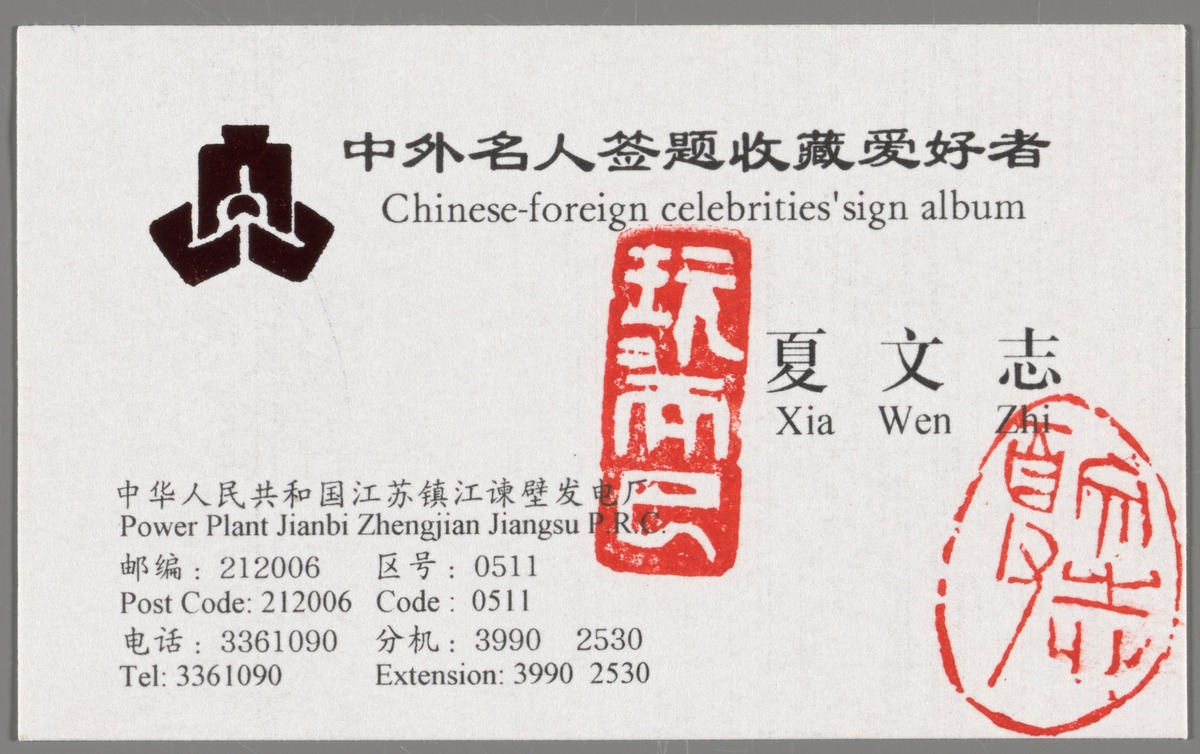 中外名人签题收藏爱好者
Chinese-foreign celebrities'sign album
夏 文 志
Xia Wen Zhi
中华人民共和国江苏镇江谏壁发电厂
Power Plant Jianbi Zhengjian Jiangsu P.R.C.
邮编：212006 区号：0511
Post Code: 212006 Code : 0511
电话：3361090 分机：3990 2530
Tel: 3361090 Extension: 3990 2530